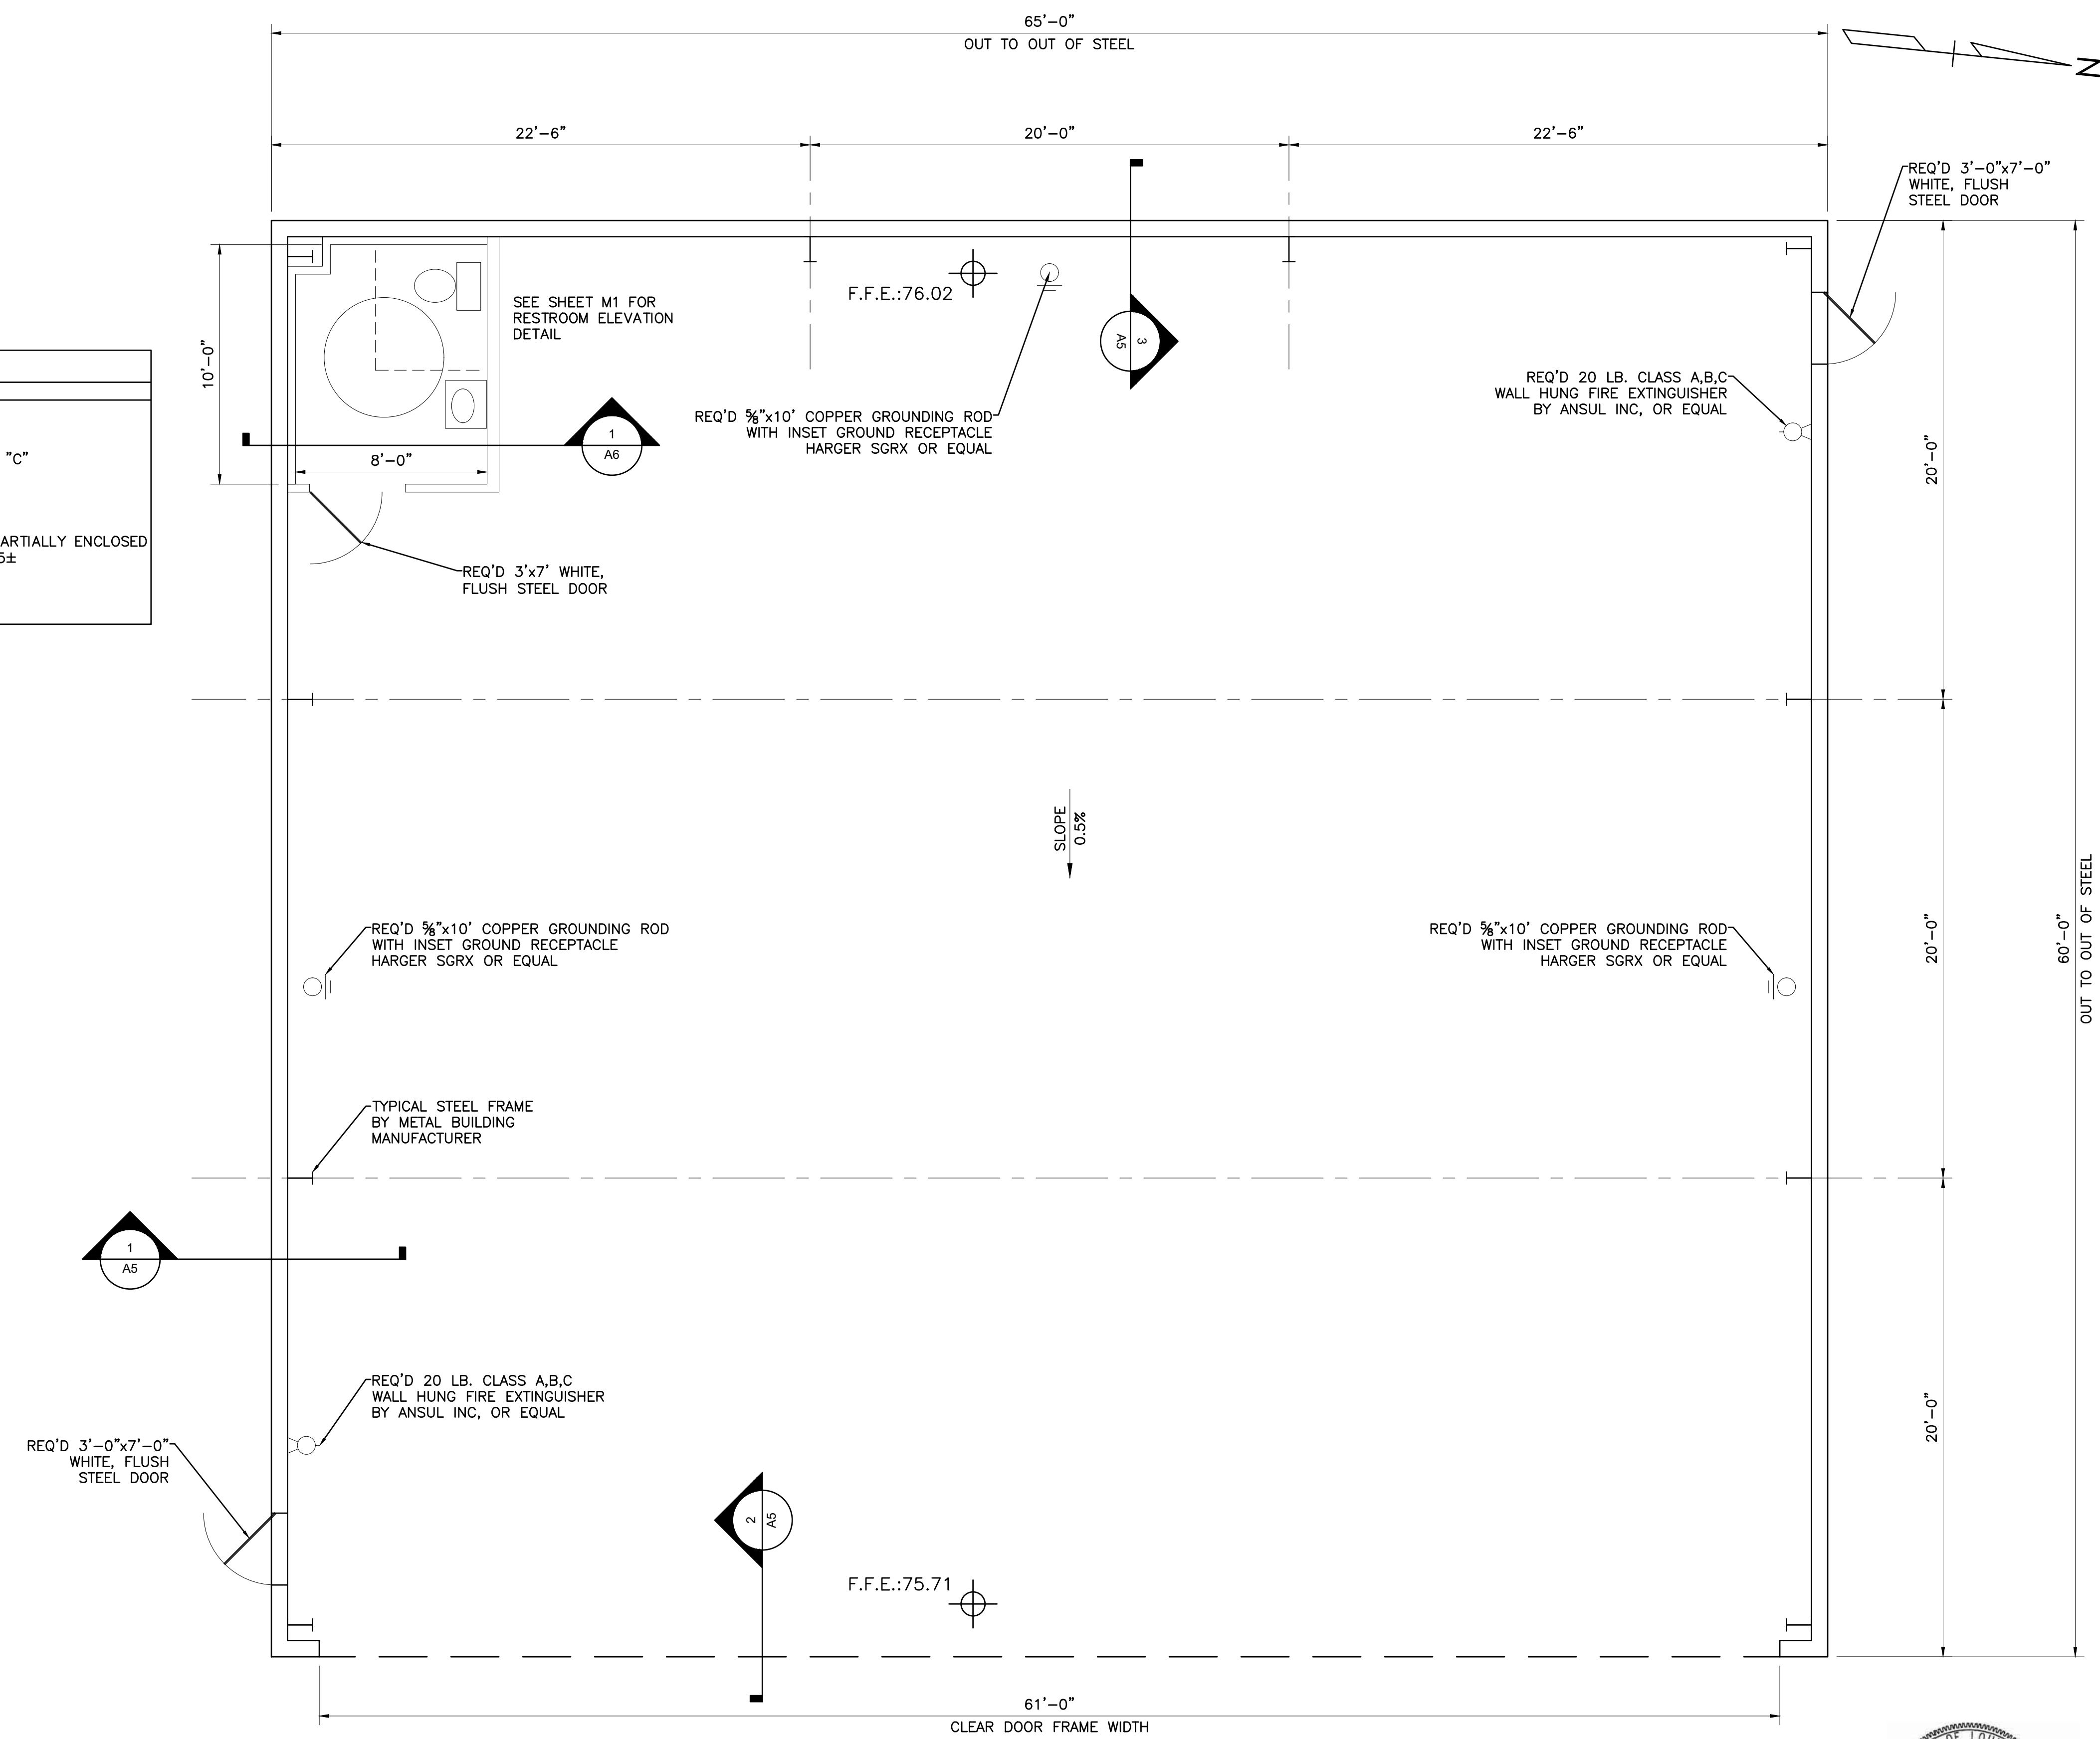 65'-0"
OUT TO OUT OF STEEL
N
22'-6"
20'-0"
22'-6"
REQ'D 3'-0"x7'-0"
WHITE, FLUSH
STEEL DOOR
F.F.E.:76.02
SEE SHEET M1 FOR
RESTROOM ELEVATION
DETAIL
10'-0"
3
A5
REQ'D 20 LB. CLASS A,B,C
WALL HUNG FIRE EXTINGUISHER
BY ANSUL INC, OR EQUAL
REQ'D ⅝"x10' COPPER GROUNDING ROD
WITH INSET GROUND RECEPTACLE
HARGER SGRX OR EQUAL
1
A6
8'-0"
20'-0"
"C"
ARTIALLY ENCLOSED
5±
REQ'D 3'x7' WHITE,
FLUSH STEEL DOOR
SLOPE
0.5%
REQ'D ⅝"x10' COPPER GROUNDING ROD
WITH INSET GROUND RECEPTACLE
HARGER SGRX OR EQUAL
REQ'D ⅝"x10' COPPER GROUNDING ROD
WITH INSET GROUND RECEPTACLE
HARGER SGRX OR EQUAL
20'-0"
60'-0"
OUT TO OUT OF STEEL
TYPICAL STEEL FRAME
BY METAL BUILDING
MANUFACTURER
1
A5
REQ'D 20 LB. CLASS A,B,C
WALL HUNG FIRE EXTINGUISHER
BY ANSUL INC, OR EQUAL
20'-0"
REQ'D 3'-0"x7'-0"
WHITE, FLUSH
STEEL DOOR
2
A5
F.F.E.:75.71
61'-0"
CLEAR DOOR FRAME WIDTH